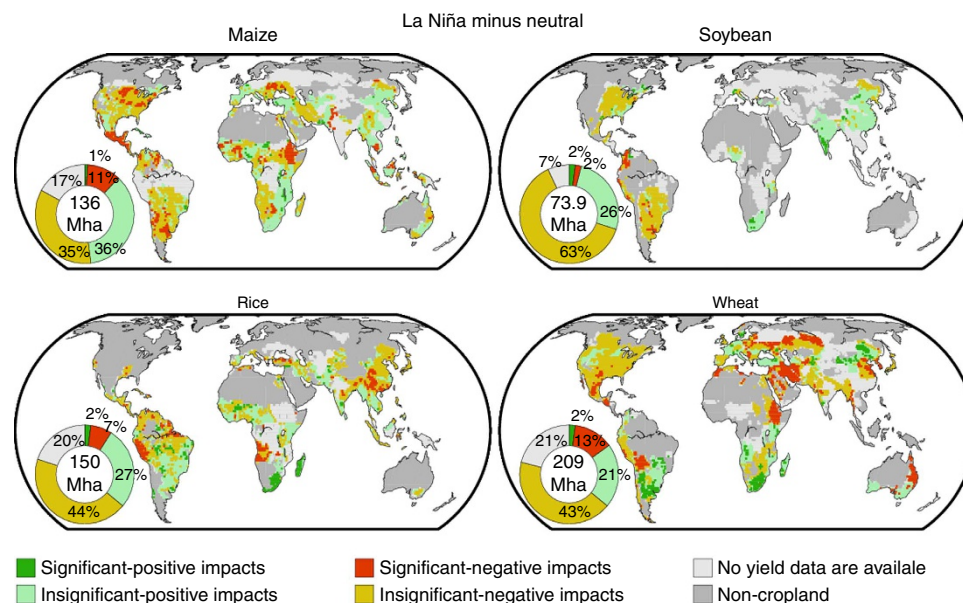 La Niña minus neutral
Maize
Soybean
1%
11%
17%
136
Mha
35%
36%
2%
2%
7%
73.9
Mha
26%
63%
Rice
Wheat
2%
7%
20%
150
Mha
27%
44%
2%
13%
21%
209
Mha
21%
43%
Significant-positive impacts
Significant-negative impacts
No yield data are availale
Insignificant-positive impacts
Insignificant-negative impacts
Non-cropland